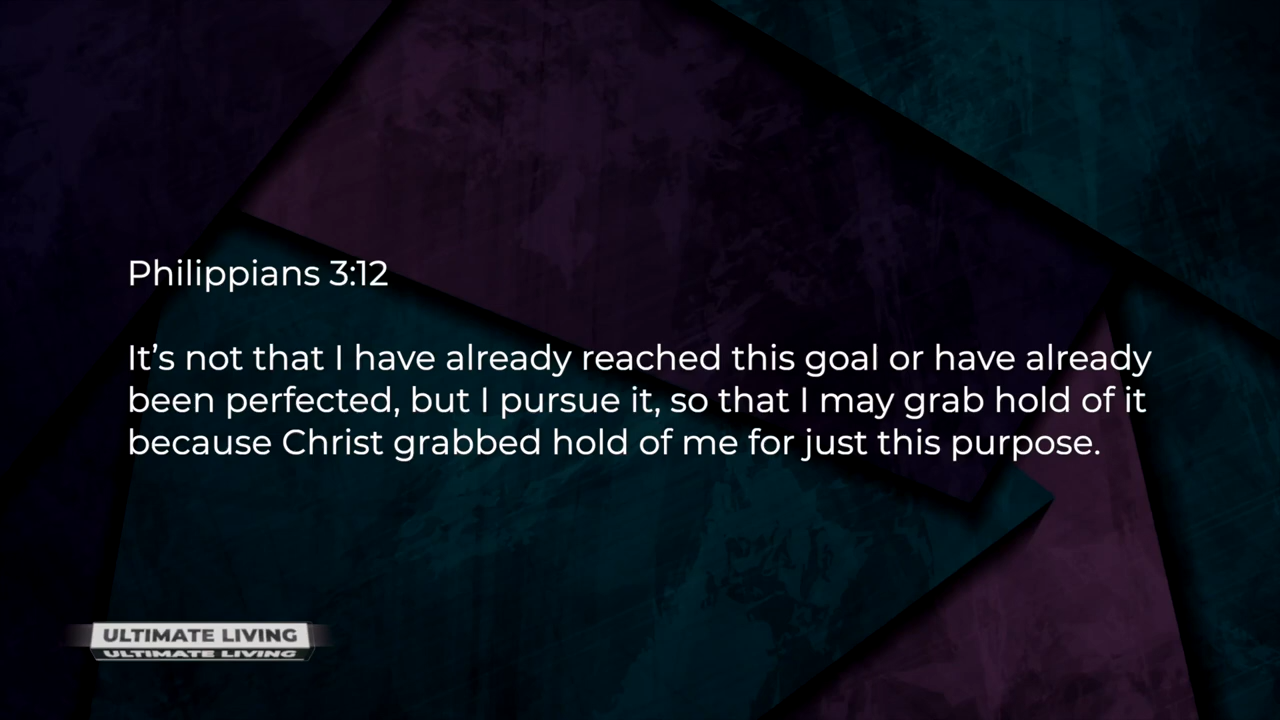 Philippians 3:12
It’s not that I have already reached this goal or have already
been perfected, but I pursue it, so that I may grab hold of it
because Christ grabbed hold of me for just this purpose.
ULTIMATE LIVING
ULTIMATE LIVING